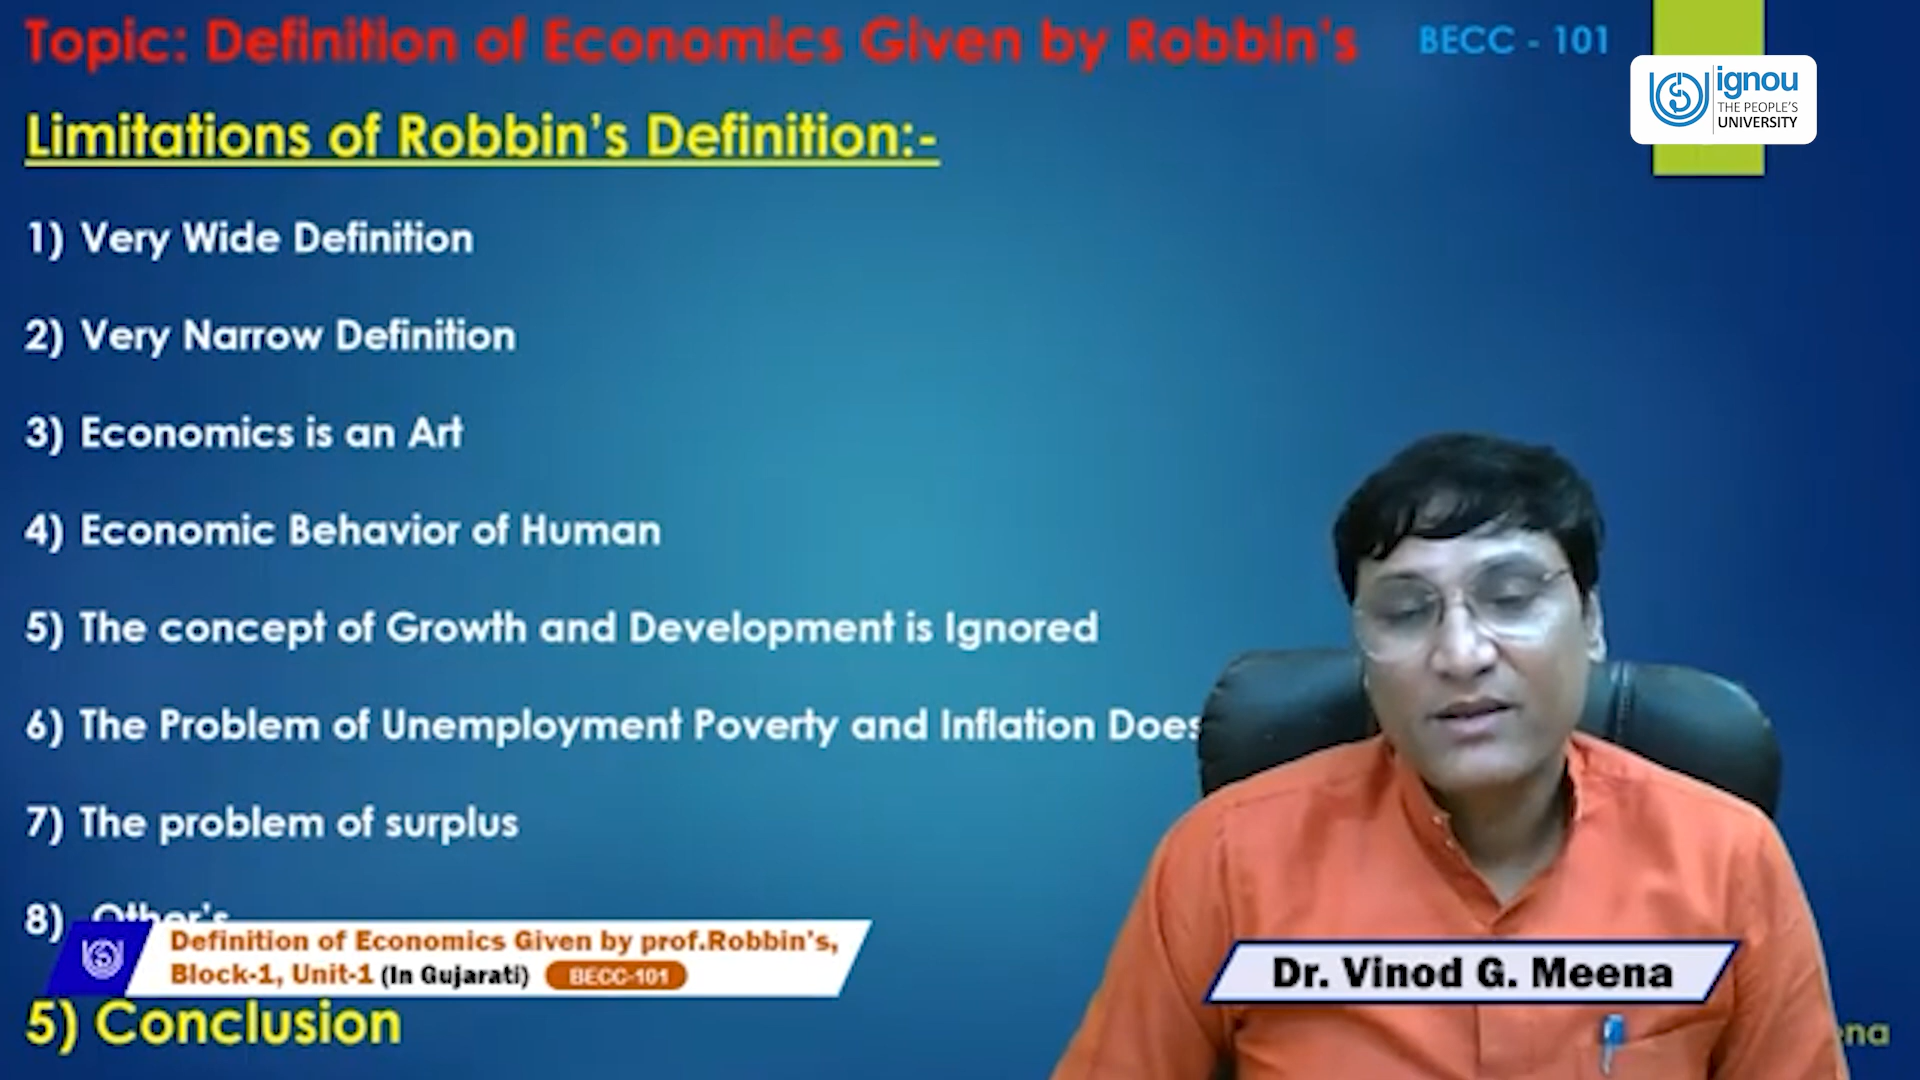 Topic: Definition of Economics Given by Robbin's
BECC - 101
ignou
THE PEOPLE'S
UNIVERSITY
Limitations of Robbin's Definition:-
1) Very Wide Definition
2) Very Narrow Definition
3) Economics is an Art
4) Economic Behavior of Human
5) The concept of Growth and Development is Ignored
6) The Problem of Unemployment Poverty and Inflation Does
7) The problem of surplus
8) Other's
Definition of Economics Given by prof.Robbin's,
Block-1, Unit-1 (In Gujarati) BECC-101
Dr. Vinod G. Meena
5) Conclusion